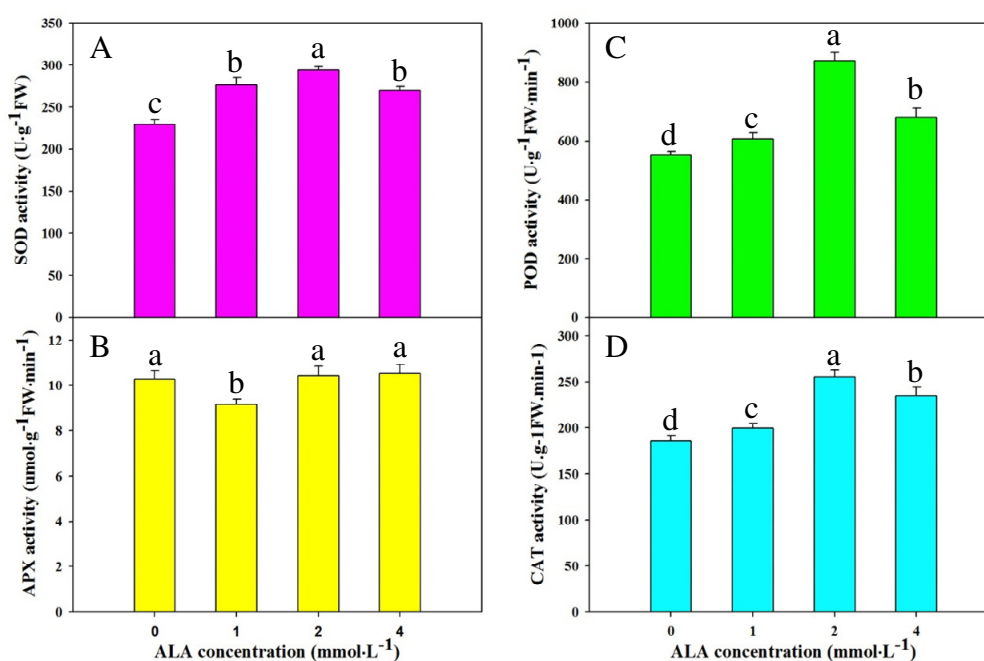 A
SOD activity (U·g⁻¹FW)
350
300
250
200
150
100
50
0
c
b
a
b
B
APX activity (umol·g⁻¹FW·min⁻¹)
12
10
8
6
4
2
0
a
b
a
a
0 1 2 4
ALA concentration (mmol·L⁻¹)
C
POD activity (U·g⁻¹FW·min⁻¹)
1000
800
600
400
200
0
d
c
a
b
D
CAT activity (U.g-1FW.min-1)
300
250
200
150
100
50
0
d
c
a
b
0 1 2 4
ALA concentration (mmol·L⁻¹)